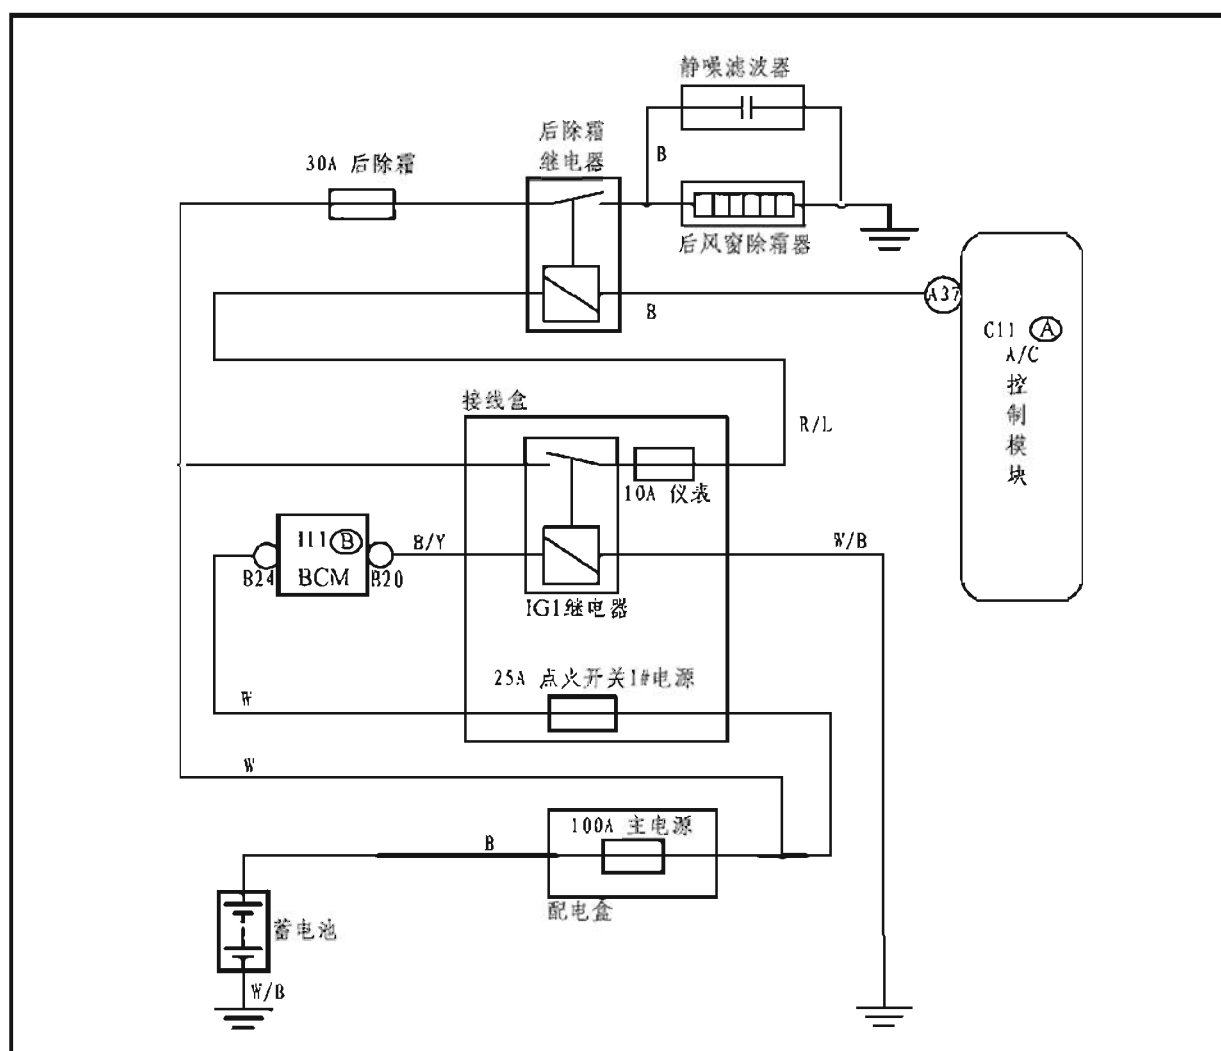 静噪滤波器
后除霜
继电器
30A 后除霜
B
后风窗除霜器
A37
B
C11 A
A/C
控
制
模
块
接线盒
R/L
10A 仪表
I11 B
BCM
B24
B20
B/Y
W/B
IG1继电器
25A 点火开关1#电源
W
W
100A 主电源
B
配电盒
蓄电池
W/B